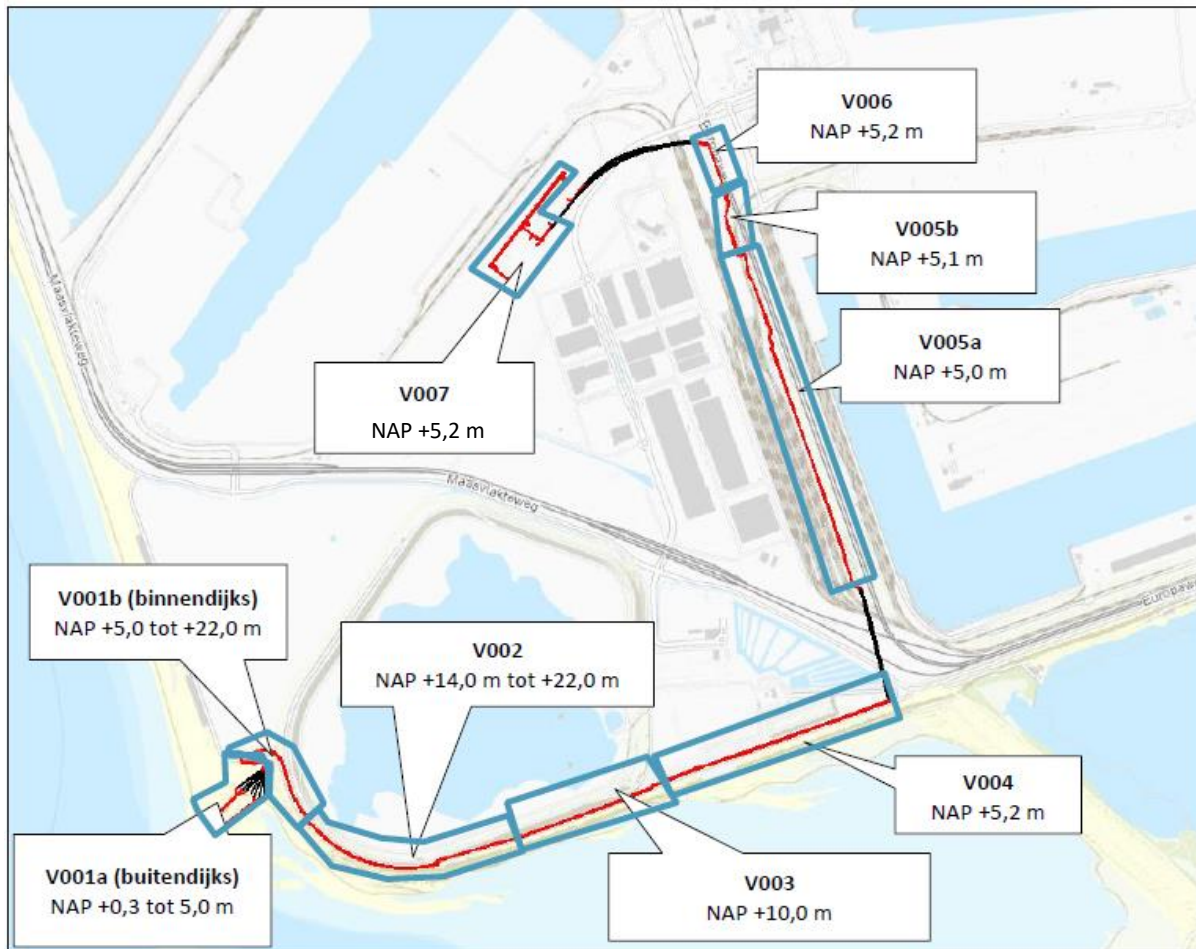 V006
NAP +5,2 m
V005b
NAP +5,1 m
V005a
NAP +5,0 m
V007
NAP +5,2 m
Maasvlakteweg
Maasvlakteweg
Europaweg
V001b (binnendijks)
NAP +5,0 tot +22,0 m
V002
NAP +14,0 m tot +22,0 m
V004
NAP +5,2 m
V001a (buitendijks)
NAP +0,3 tot 5,0 m
V003
NAP +10,0 m